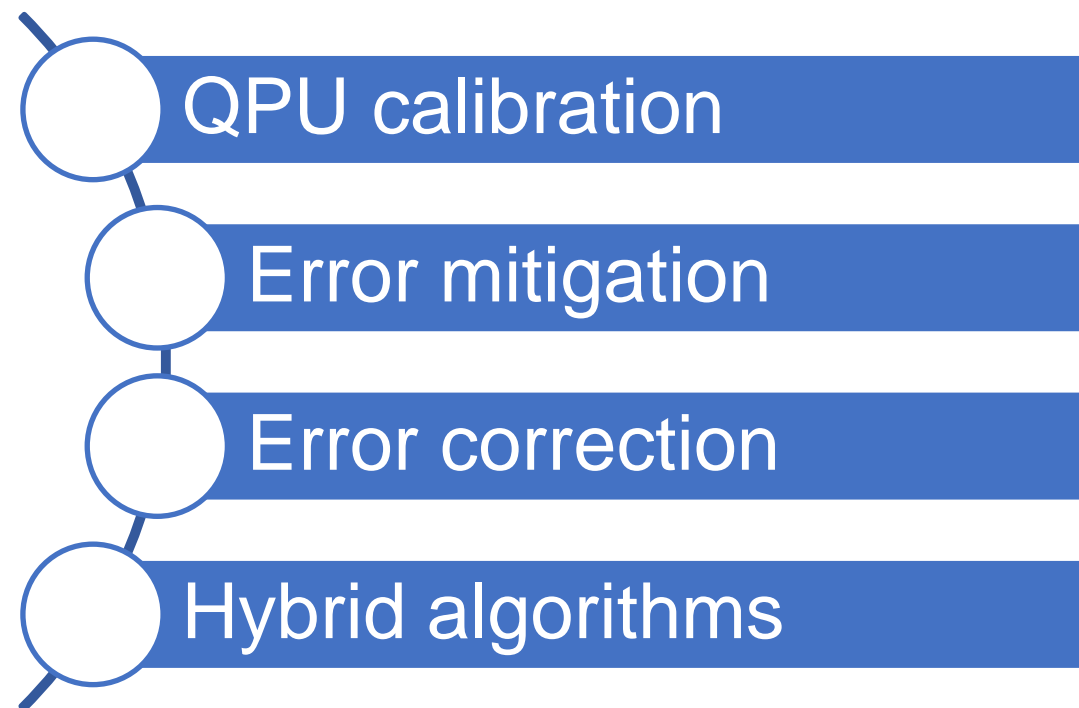 QPU calibration
Error mitigation
Error correction
Hybrid algorithms